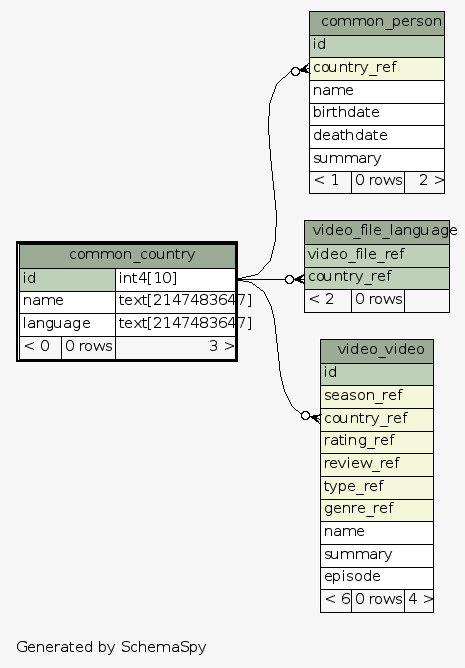 common_person
id
country_ref
name
birthdate
deathdate
summary
< 1 0 rows 2 >
video_file_language
video_file_ref
country_ref
< 2 0 rows
common_country
id int4[10]
name text[2147483647]
language text[2147483647]
< 0 0 rows 3 >
video_video
id
season_ref
country_ref
rating_ref
review_ref
type_ref
genre_ref
name
summary
episode
< 6 0 rows 4 >
Generated by SchemaSpy